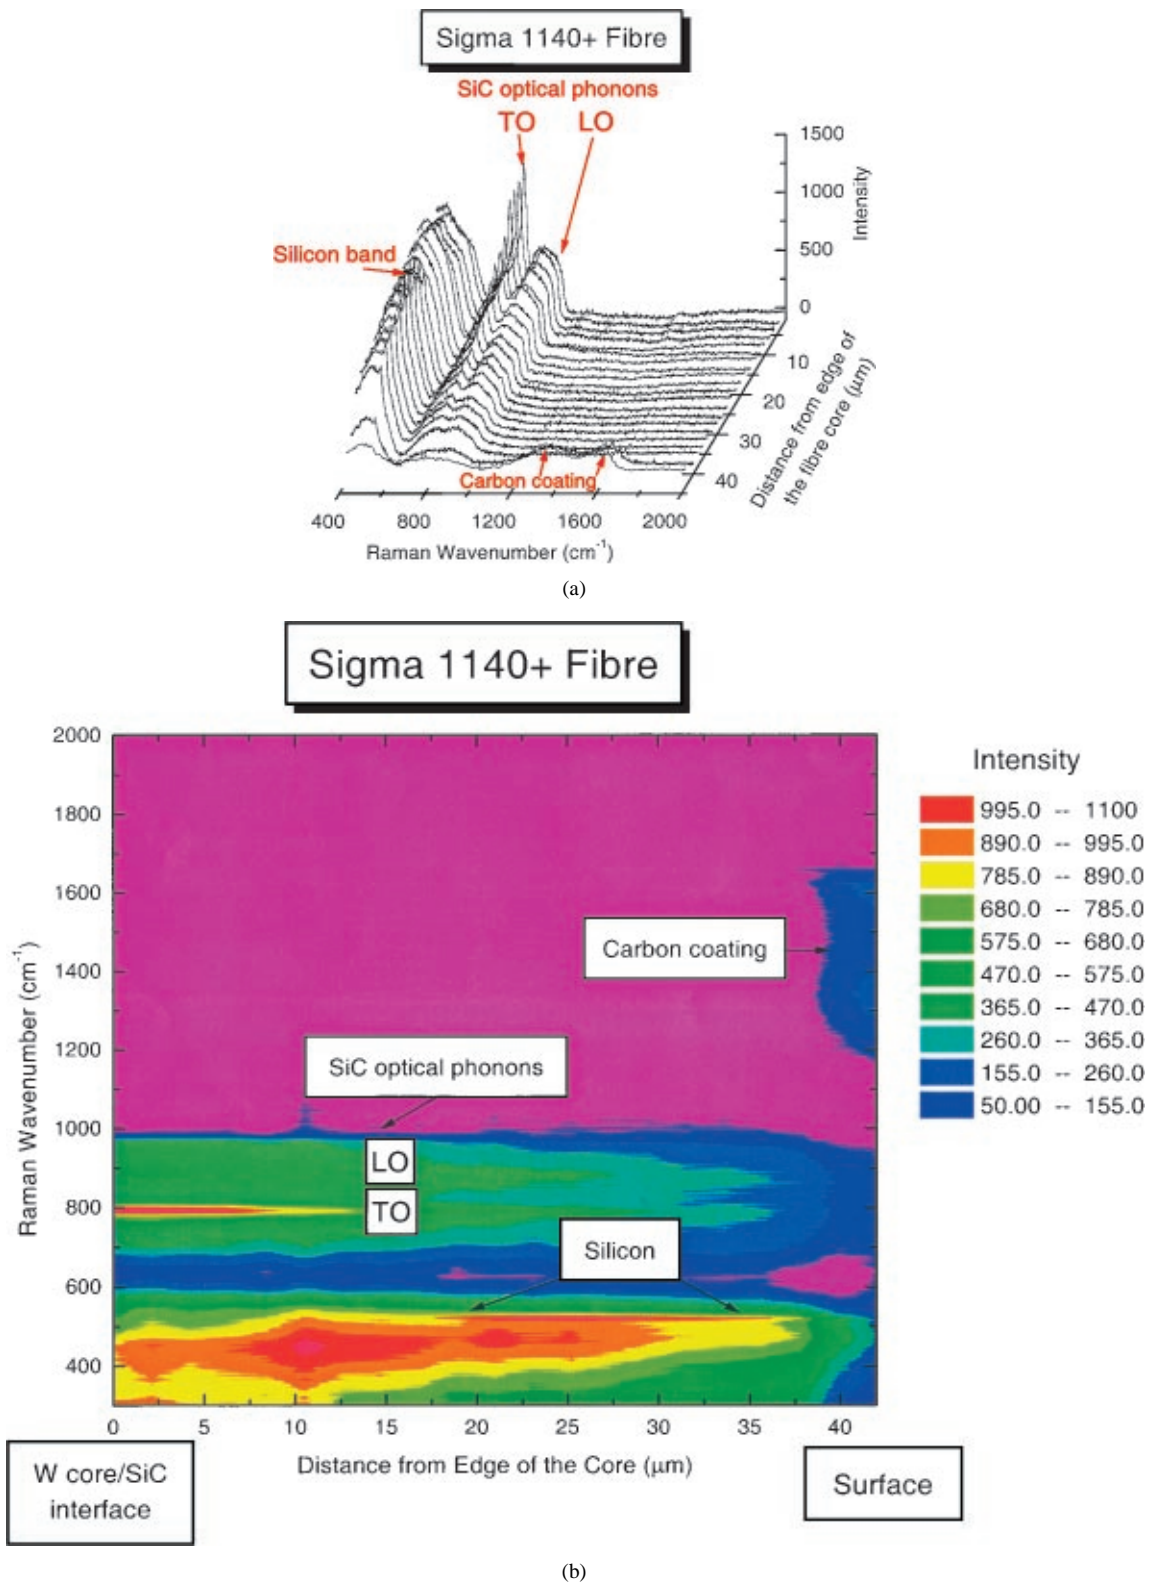 Sigma 1140+ Fibre
SiC optical phonons
TO LO
1500
1000
500
0
Intensity
Silicon band
10
20
30
40
Distance from edge of
the fibre core (μm)
Carbon coating
400 800 1200 1600 2000
Raman Wavenumber (cm⁻¹)
(a)
Sigma 1140+ Fibre
2000
1800
1600
1400
1200
1000
800
600
400
Raman Wavenumber (cm⁻¹)
Carbon coating
SiC optical phonons
LO
TO
Silicon
Intensity
995.0 -- 1100
890.0 -- 995.0
785.0 -- 890.0
680.0 -- 785.0
575.0 -- 680.0
470.0 -- 575.0
365.0 -- 470.0
260.0 -- 365.0
155.0 -- 260.0
50.00 -- 155.0
0 5 10 15 20 25 30 35 40
Distance from Edge of the Core (μm)
W core/SiC
interface
Surface
(b)